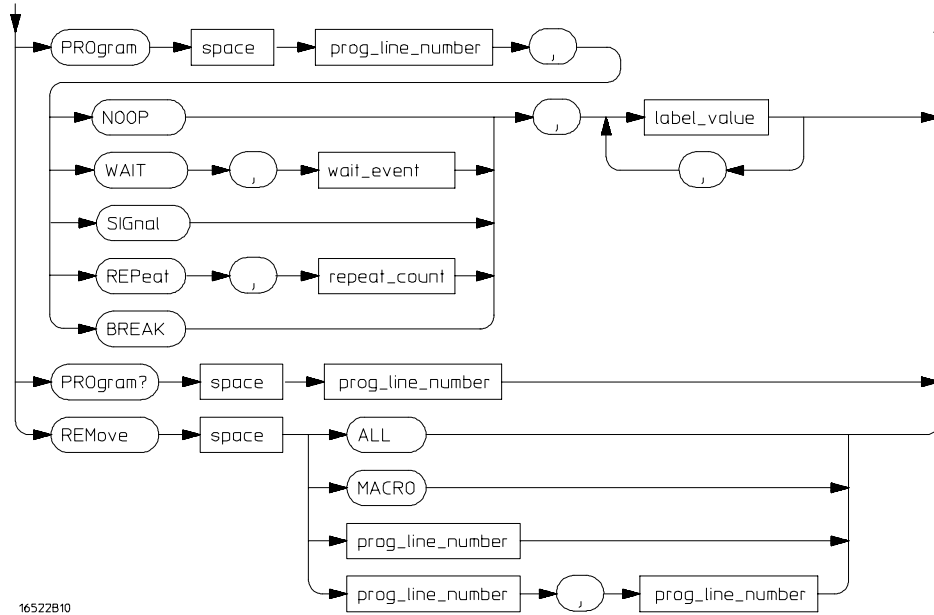 PROgram space prog_line_number ,
NOOP , label_value
WAIT , wait_event ,
SIGnal
REPeat , repeat_count
BREAK
PROgram? space prog_line_number
REMove space ALL
MACRO
prog_line_number
prog_line_number , prog_line_number
16522B10